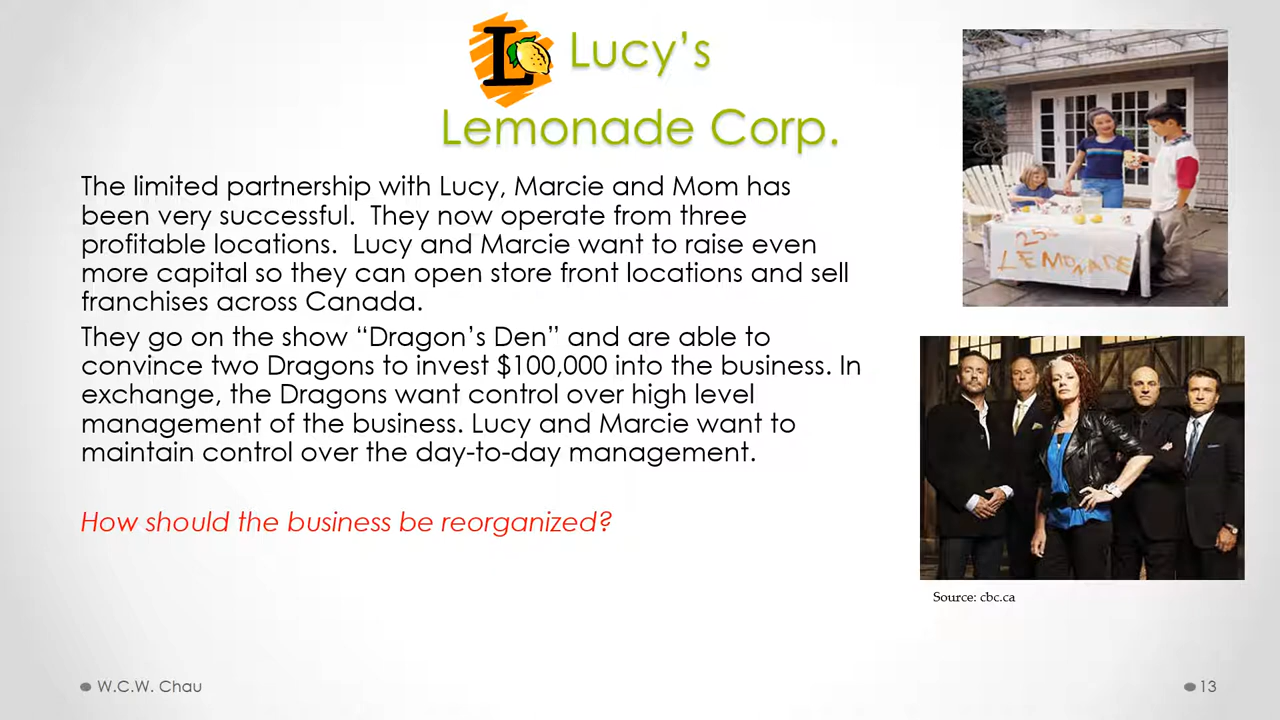 L Lucy's
Lemonade Corp.
The limited partnership with Lucy, Marcie and Mom has
been very successful. They now operate from three
profitable locations. Lucy and Marcie want to raise even
more capital so they can open store front locations and sell
franchises across Canada.
They go on the show “Dragon’s Den” and are able to
convince two Dragons to invest $100,000 into the business. In
exchange, the Dragons want control over high level
management of the business. Lucy and Marcie want to
maintain control over the day-to-day management.
How should the business be reorganized?
25¢
LEMONADE
Source: cbc.ca
W.C.W. Chau
13